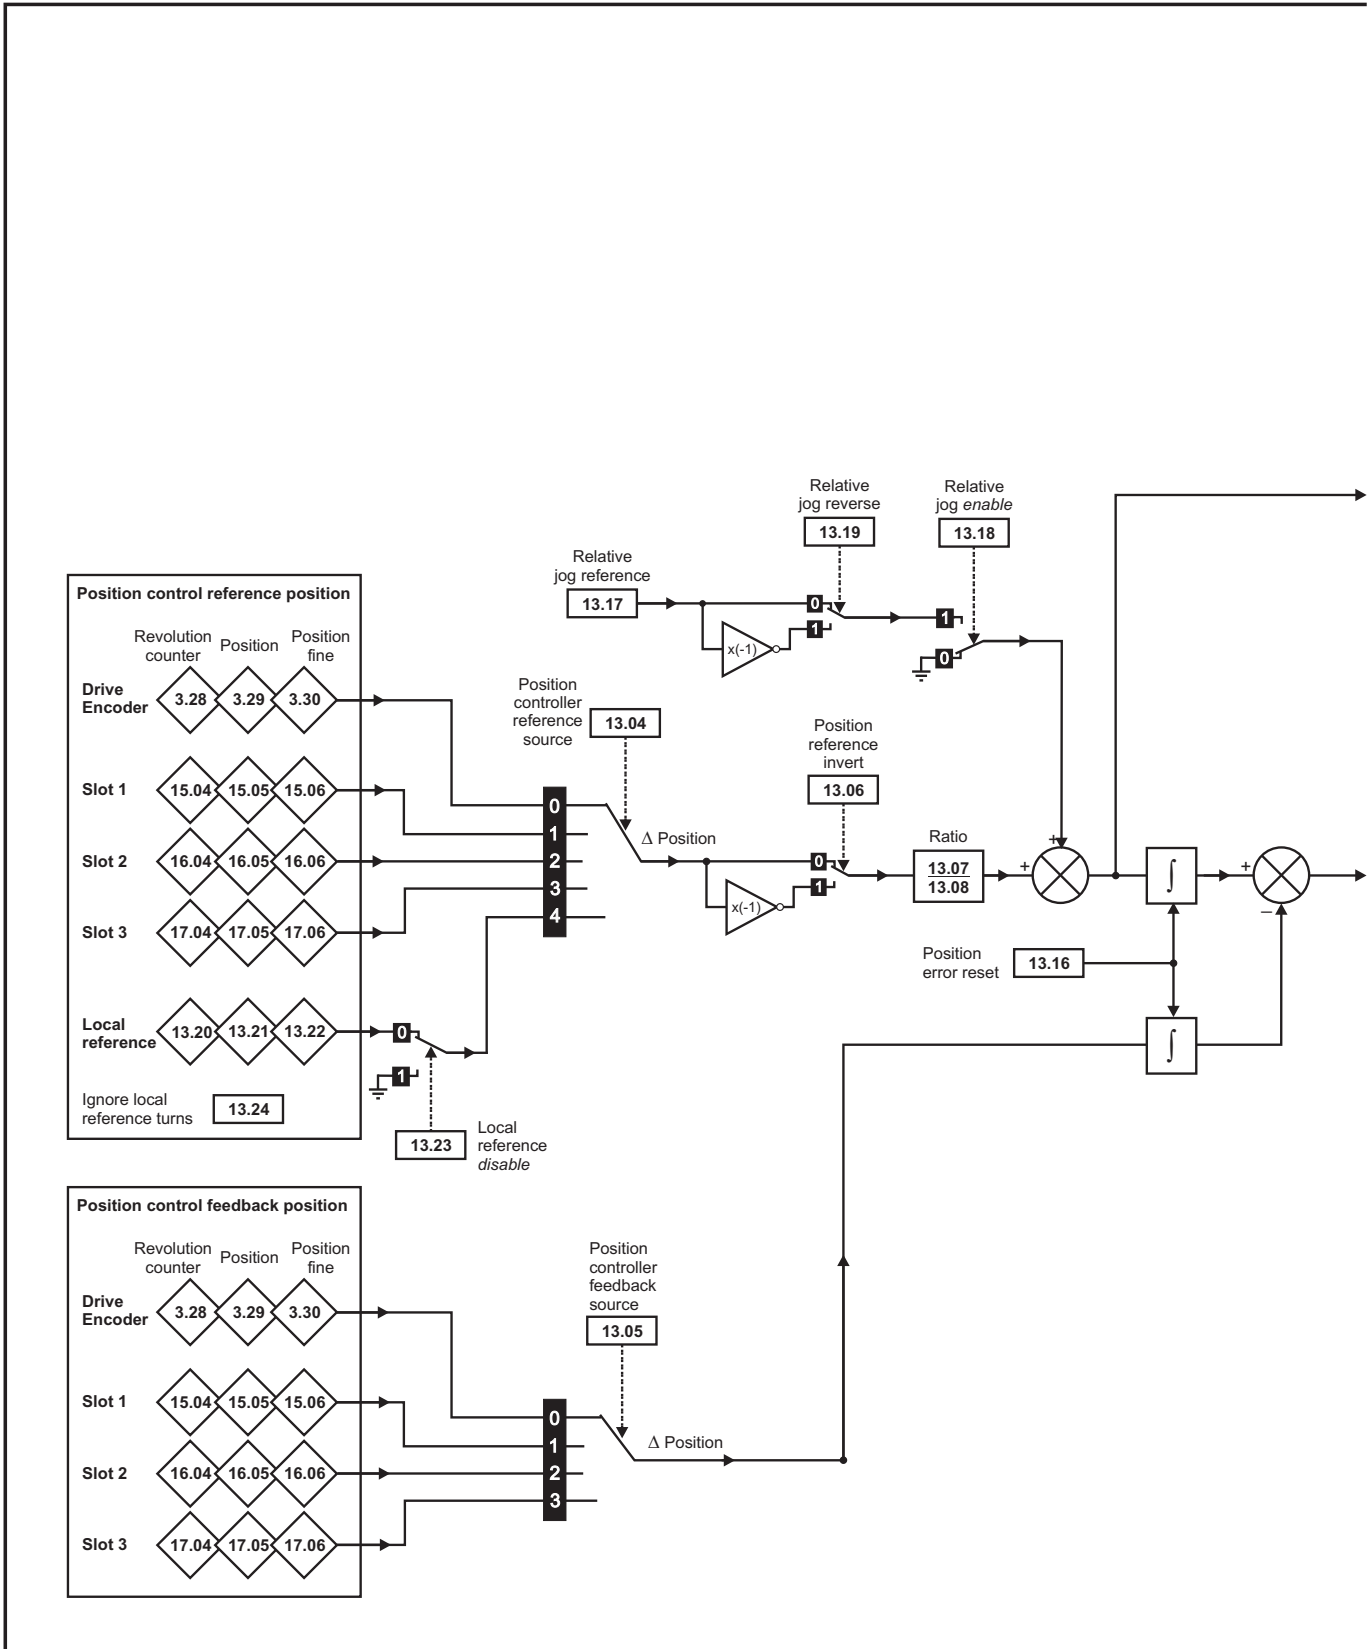 Relative
jog reverse
13.19
Relative
jog enable
13.18
Relative
jog reference
13.17
0
1
x(-1)
1
0
Position control reference position
Revolution
counter
Position
Position
fine
Drive
Encoder
3.28
3.29
3.30
Slot 1
15.04
15.05
15.06
Slot 2
16.04
16.05
16.06
Slot 3
17.04
17.05
17.06
Local
reference
13.20
13.21
13.22
Ignore local
reference turns
13.24
0
1
13.23
Local
reference
disable
Position
controller
reference
source
13.04
0
1
2
3
4
Δ Position
x(-1)
Position
reference
invert
13.06
0
1
Ratio
13.07
13.08
+
+
∫
+
–
Position
error reset
13.16
∫
Position control feedback position
Revolution
counter
Position
Position
fine
Drive
Encoder
3.28
3.29
3.30
Slot 1
15.04
15.05
15.06
Slot 2
16.04
16.05
16.06
Slot 3
17.04
17.05
17.06
Position
controller
feedback
source
13.05
0
1
2
3
Δ Position